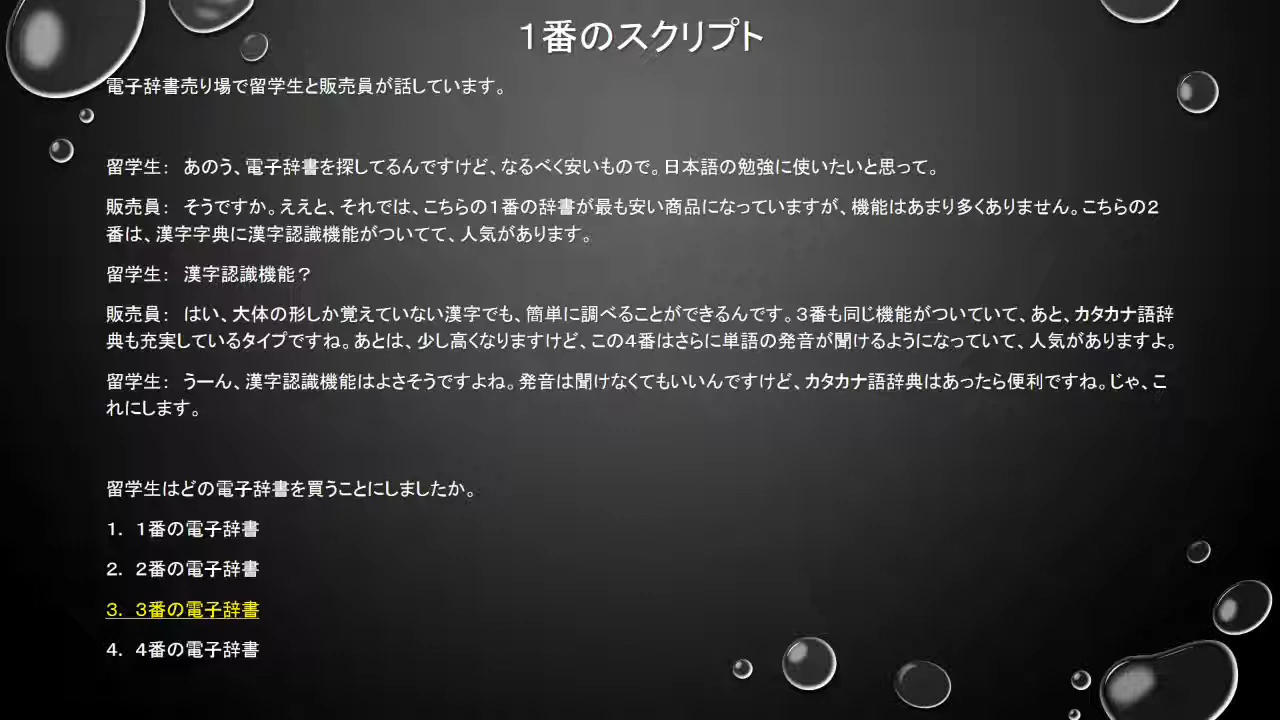 １番のスクリプト
電子辞書売り場で留学生と販売員が話しています。
留学生：　あのう、電子辞書を探してるんですけど、なるべく安いもので。日本語の勉強に使いたいと思って。
販売員：　そうですか。ええと、それでは、こちらの１番の辞書が最も安い商品になっていますが、機能はあまり多くありません。こちらの２
番は、漢字字典に漢字認識機能がついてて、人気があります。
留学生：　漢字認識機能？
販売員：　はい、大体の形しか覚えていない漢字でも、簡単に調べることができるんです。３番も同じ機能がついていて、あと、カタカナ語辞
典も充実しているタイプですね。あとは、少し高くなりますけど、この４番はさらに単語の発音が聞けるようになっていて、人気がありますよ。
留学生：　うーん、漢字認識機能はよさそうですよね。発音は聞けなくてもいいんですけど、カタカナ語辞典はあったら便利ですね。じゃ、こ
れにします。
留学生はどの電子辞書を買うことにしましたか。
1.　１番の電子辞書
2.　２番の電子辞書
3.　３番の電子辞書
4.　４番の電子辞書